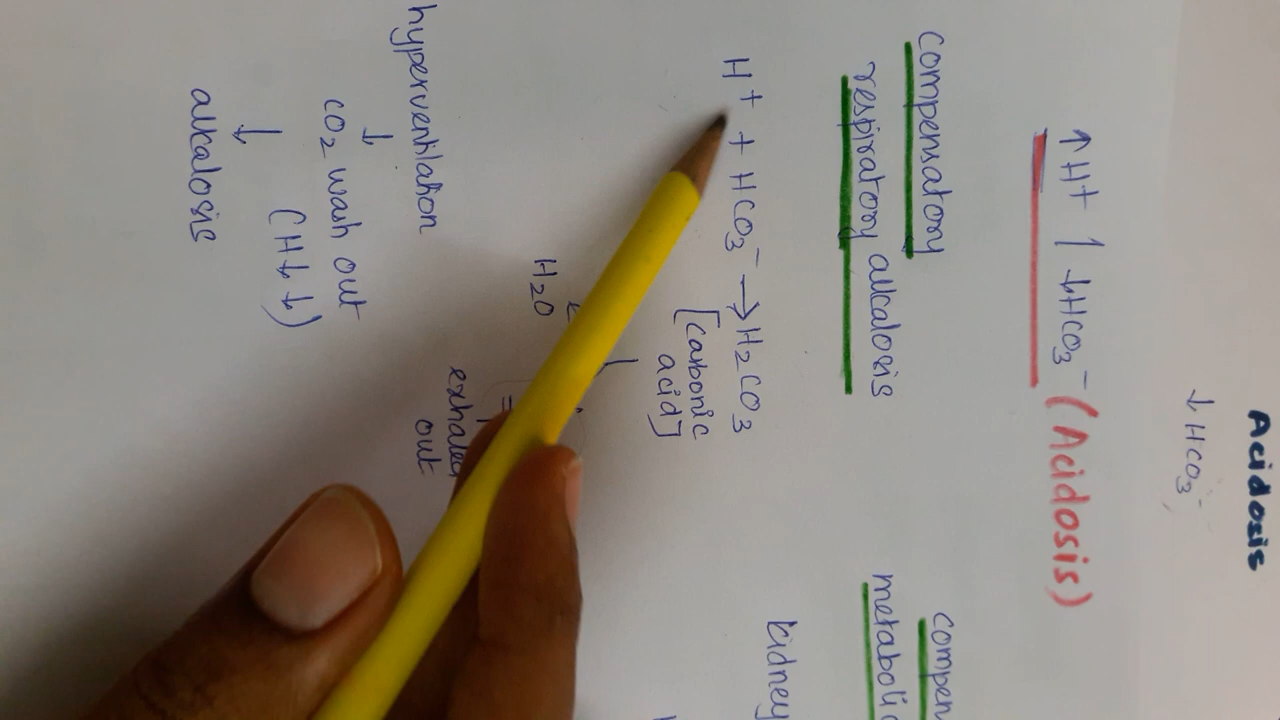 Acidosis
↓ HCO3-
↑H+ | ↓HCO3- (Acidosis)
compensatory
respiratory alkalosis
H+ + HCO3- → H2CO3
[carbonic
acid]
H2O
exhaled
out
hyperventilation
↓
CO2 wash out
↓ (H↓↓)
alkalosis
compen
metabolic
kidney